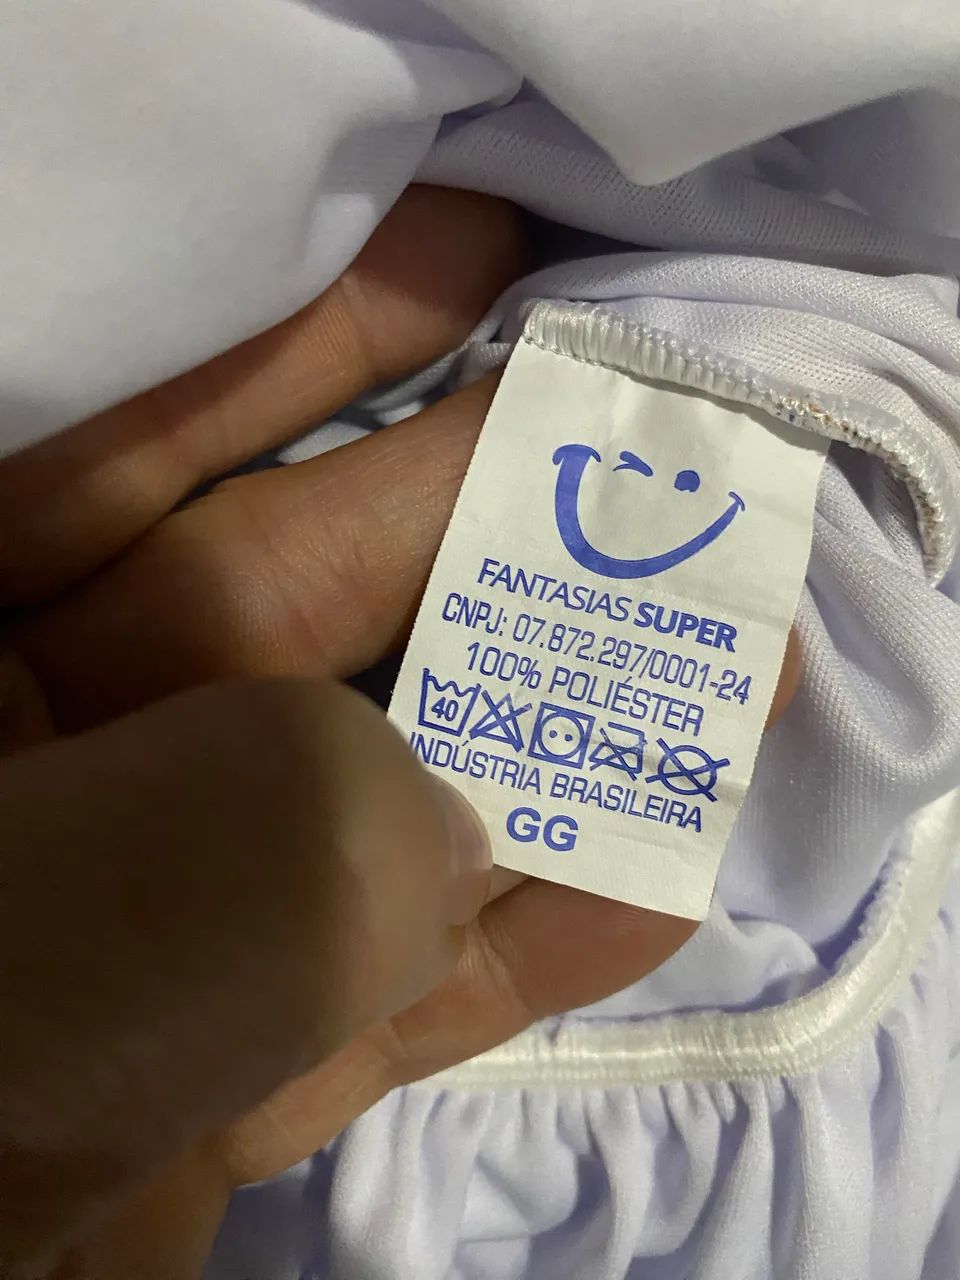 FANTASIAS SUPER
CNPJ: 07.872.297/0001-24
100% POLIÉSTER
40
INDÚSTRIA BRASILEIRA
GG